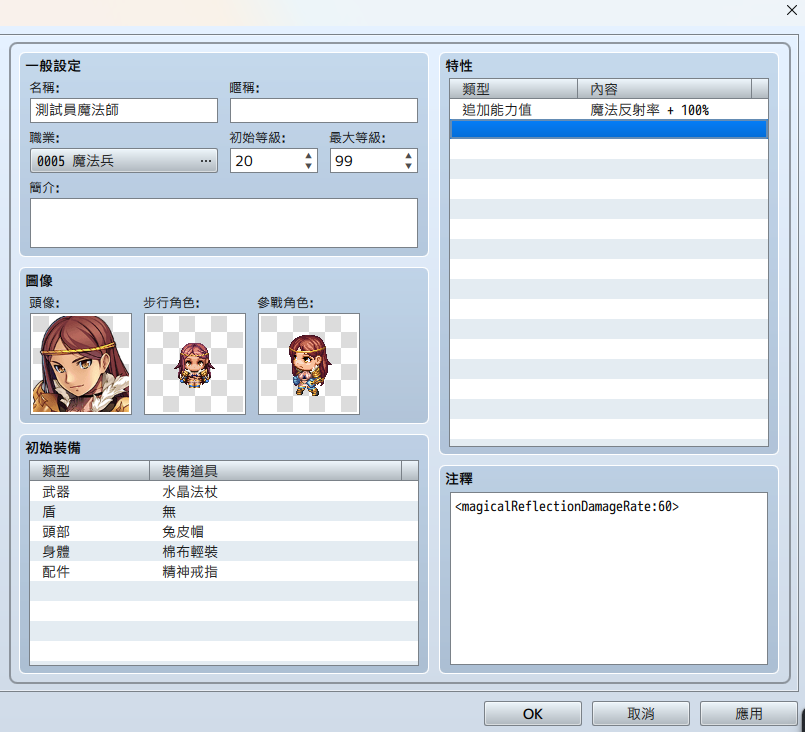 一般設定
名稱:
暱稱:
測試員魔法師
職業:
初始等級:
最大等級:
0005 魔法兵
...
20
99
簡介:
圖像
頭像:
步行角色:
參戰角色:
初始裝備
類型
裝備道具
武器
水晶法杖
盾
無
頭部
兔皮帽
身體
棉布輕裝
配件
精神戒指
特性
類型
內容
追加能力值
魔法反射率 + 100%
注釋
<magicalReflectionDamageRate:60>
OK
取消
應用